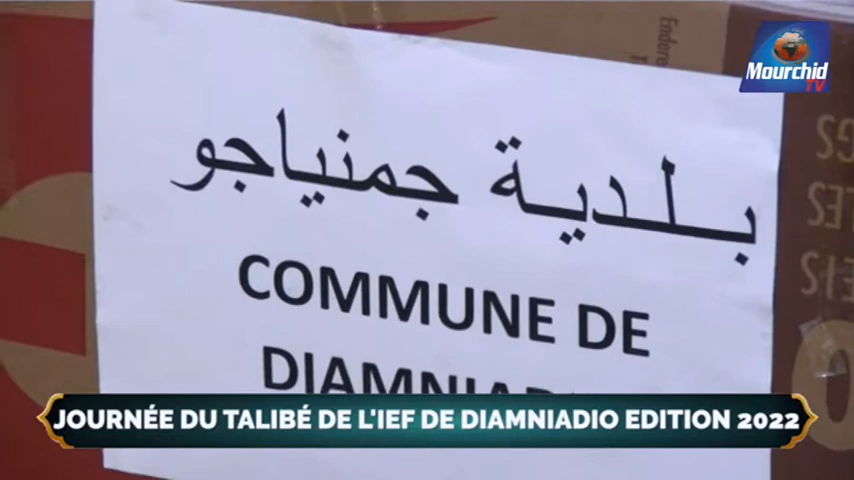 Mourchid
TV
بلدية جمنياجو
COMMUNE DE
JOURNÉE DU TALIBÉ DE L'IEF DE DIAMNIADIO EDITION 2022